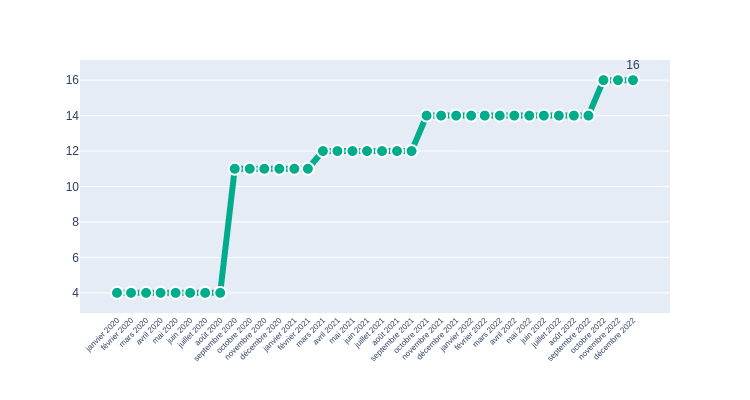 16
16
14
12
10
8
6
4
janvier 2020
février 2020
mars 2020
avril 2020
mai 2020
juin 2020
juillet 2020
août 2020
septembre 2020
octobre 2020
novembre 2020
décembre 2020
janvier 2021
février 2021
mars 2021
avril 2021
mai 2021
juin 2021
juillet 2021
août 2021
septembre 2021
octobre 2021
novembre 2021
décembre 2021
janvier 2022
février 2022
mars 2022
avril 2022
mai 2022
juin 2022
juillet 2022
août 2022
septembre 2022
octobre 2022
novembre 2022
décembre 2022